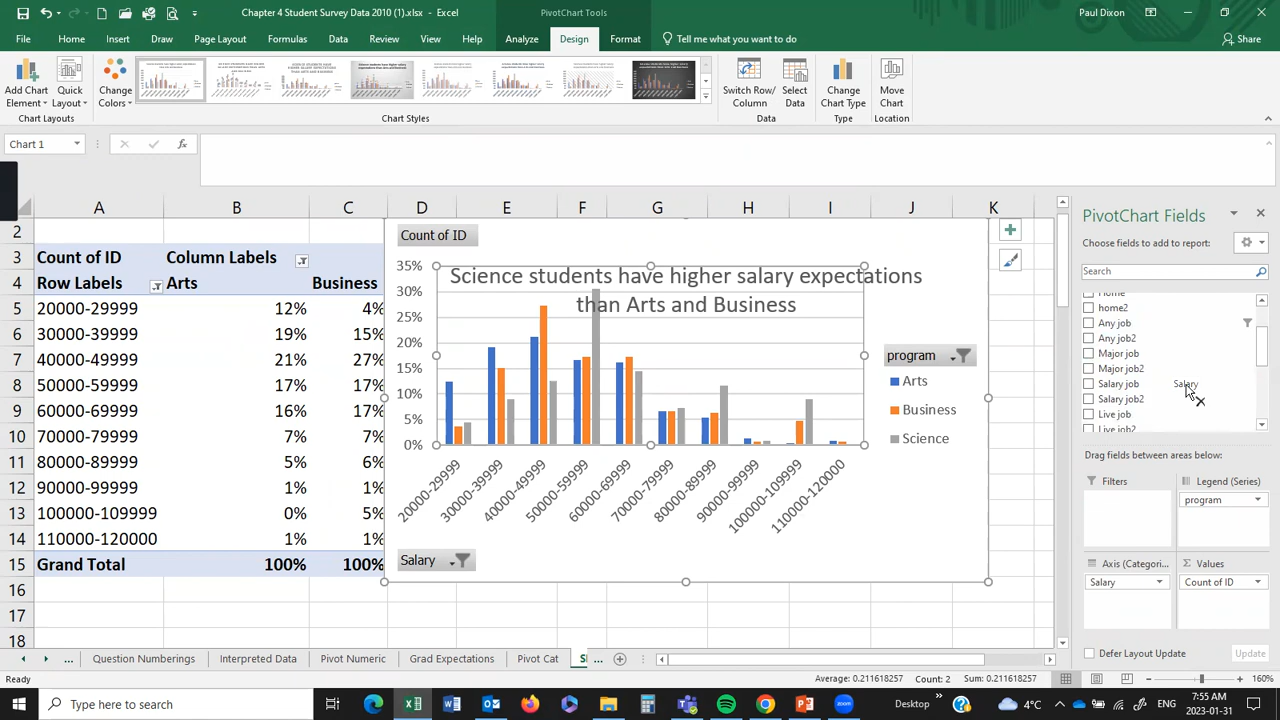 Chapter 4 Student Survey Data 2010 (1).xlsx - Excel
PivotChart Tools
Paul Dixon
File Home Insert Draw Page Layout Formulas Data Review View Help Analyze Design Format Tell me what you want to do Share
Add Chart Element
Quick Layout
Change Colors
Switch Row/ Column
Select Data
Change Chart Type
Move Chart
Chart Layouts
Chart Styles
Data
Type
Location
Chart 1
fx
A B C D E F G H I J K
2
3 Count of ID Column Labels
4 Row Labels Arts Business
5 20000-29999 12% 4%
6 30000-39999 19% 15%
7 40000-49999 21% 27%
8 50000-59999 17% 17%
9 60000-69999 16% 17%
10 70000-79999 7% 7%
11 80000-89999 5% 6%
12 90000-99999 1% 1%
13 100000-109999 0% 5%
14 110000-120000 1% 1%
15 Grand Total 100% 100%
16
17
18
Count of ID
Science students have higher salary expectations
than Arts and Business
35%
30%
25%
20%
15%
10%
5%
0%
20000-29999
30000-39999
40000-49999
50000-59999
60000-69999
70000-79999
80000-89999
90000-99999
100000-109999
110000-120000
program
Arts
Business
Science
Salary
PivotChart Fields
Choose fields to add to report:
Search
Home
home2
Any job
Any job2
Major job
Major job2
Salary job
Salary
Salary job2
Live job
Live job2
Drag fields between areas below:
Filters
Legend (Series)
program
Axis (Categori...
Σ Values
Salary
Count of ID
Defer Layout Update
Update
... Question Numberings Interpreted Data Pivot Numeric Grad Expectations Pivot Cat ...
Ready
Average: 0.211618257 Count: 2 Sum: 0.211618257
160%
Type here to search
Desktop
4°C
ENG
7:55 AM
2023-01-31